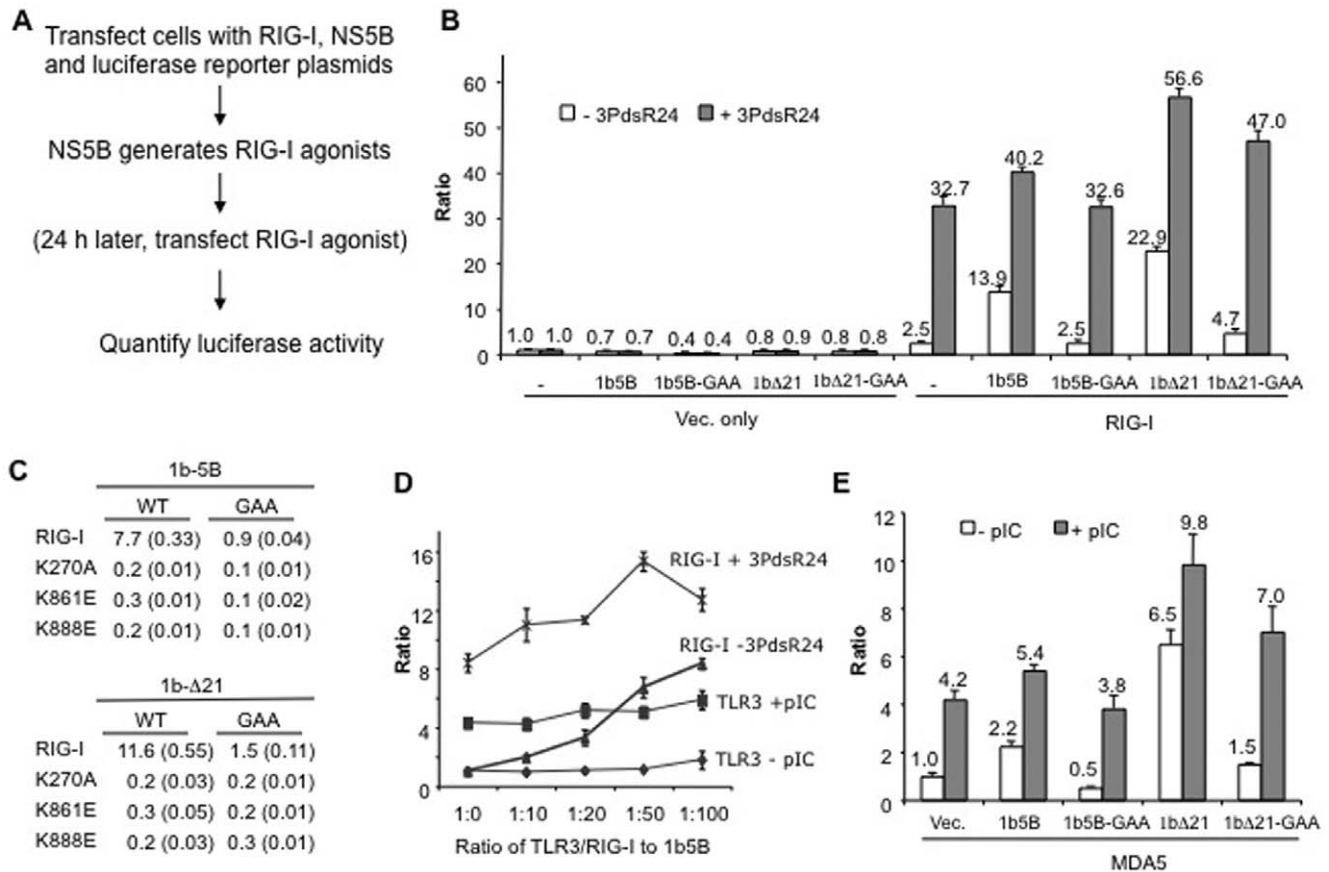 A
Transfect cells with RIG-I, NS5B
and luciferase reporter plasmids
NS5B generates RIG-I agonists
(24 h later, transfect RIG-I agonist)
Quantify luciferase activity
B
Ratio
60
50
40
30
20
10
0
- 3PdsR24 + 3PdsR24
1.0 1.0 0.7 0.7 0.4 0.4 0.8 0.9 0.8 0.8 2.5 32.7 13.9 40.2 2.5 32.6 22.9 56.6 4.7 47.0
- 1b5B 1b5B-GAA 1bΔ21 1bΔ21-GAA - 1b5B 1b5B-GAA 1bΔ21 1bΔ21-GAA
Vec. only RIG-I
C
1b-5B
WT GAA
RIG-I 7.7 (0.33) 0.9 (0.04)
K270A 0.2 (0.01) 0.1 (0.01)
K861E 0.3 (0.01) 0.1 (0.02)
K888E 0.2 (0.01) 0.1 (0.01)
1b-Δ21
WT GAA
RIG-I 11.6 (0.55) 1.5 (0.11)
K270A 0.2 (0.03) 0.2 (0.01)
K861E 0.3 (0.05) 0.2 (0.01)
K888E 0.2 (0.03) 0.3 (0.01)
D
Ratio
16
12
8
4
0
RIG-I + 3PdsR24
RIG-I -3PdsR24
TLR3 +pIC
TLR3 - pIC
1:0 1:10 1:20 1:50 1:100
Ratio of TLR3/RIG-I to 1b5B
E
Ratio
12
10
8
6
4
2
0
- pIC + pIC
1.0 4.2 2.2 5.4 0.5 3.8 6.5 9.8 1.5 7.0
Vec. 1b5B 1b5B-GAA 1bΔ21 1bΔ21-GAA
MDA5